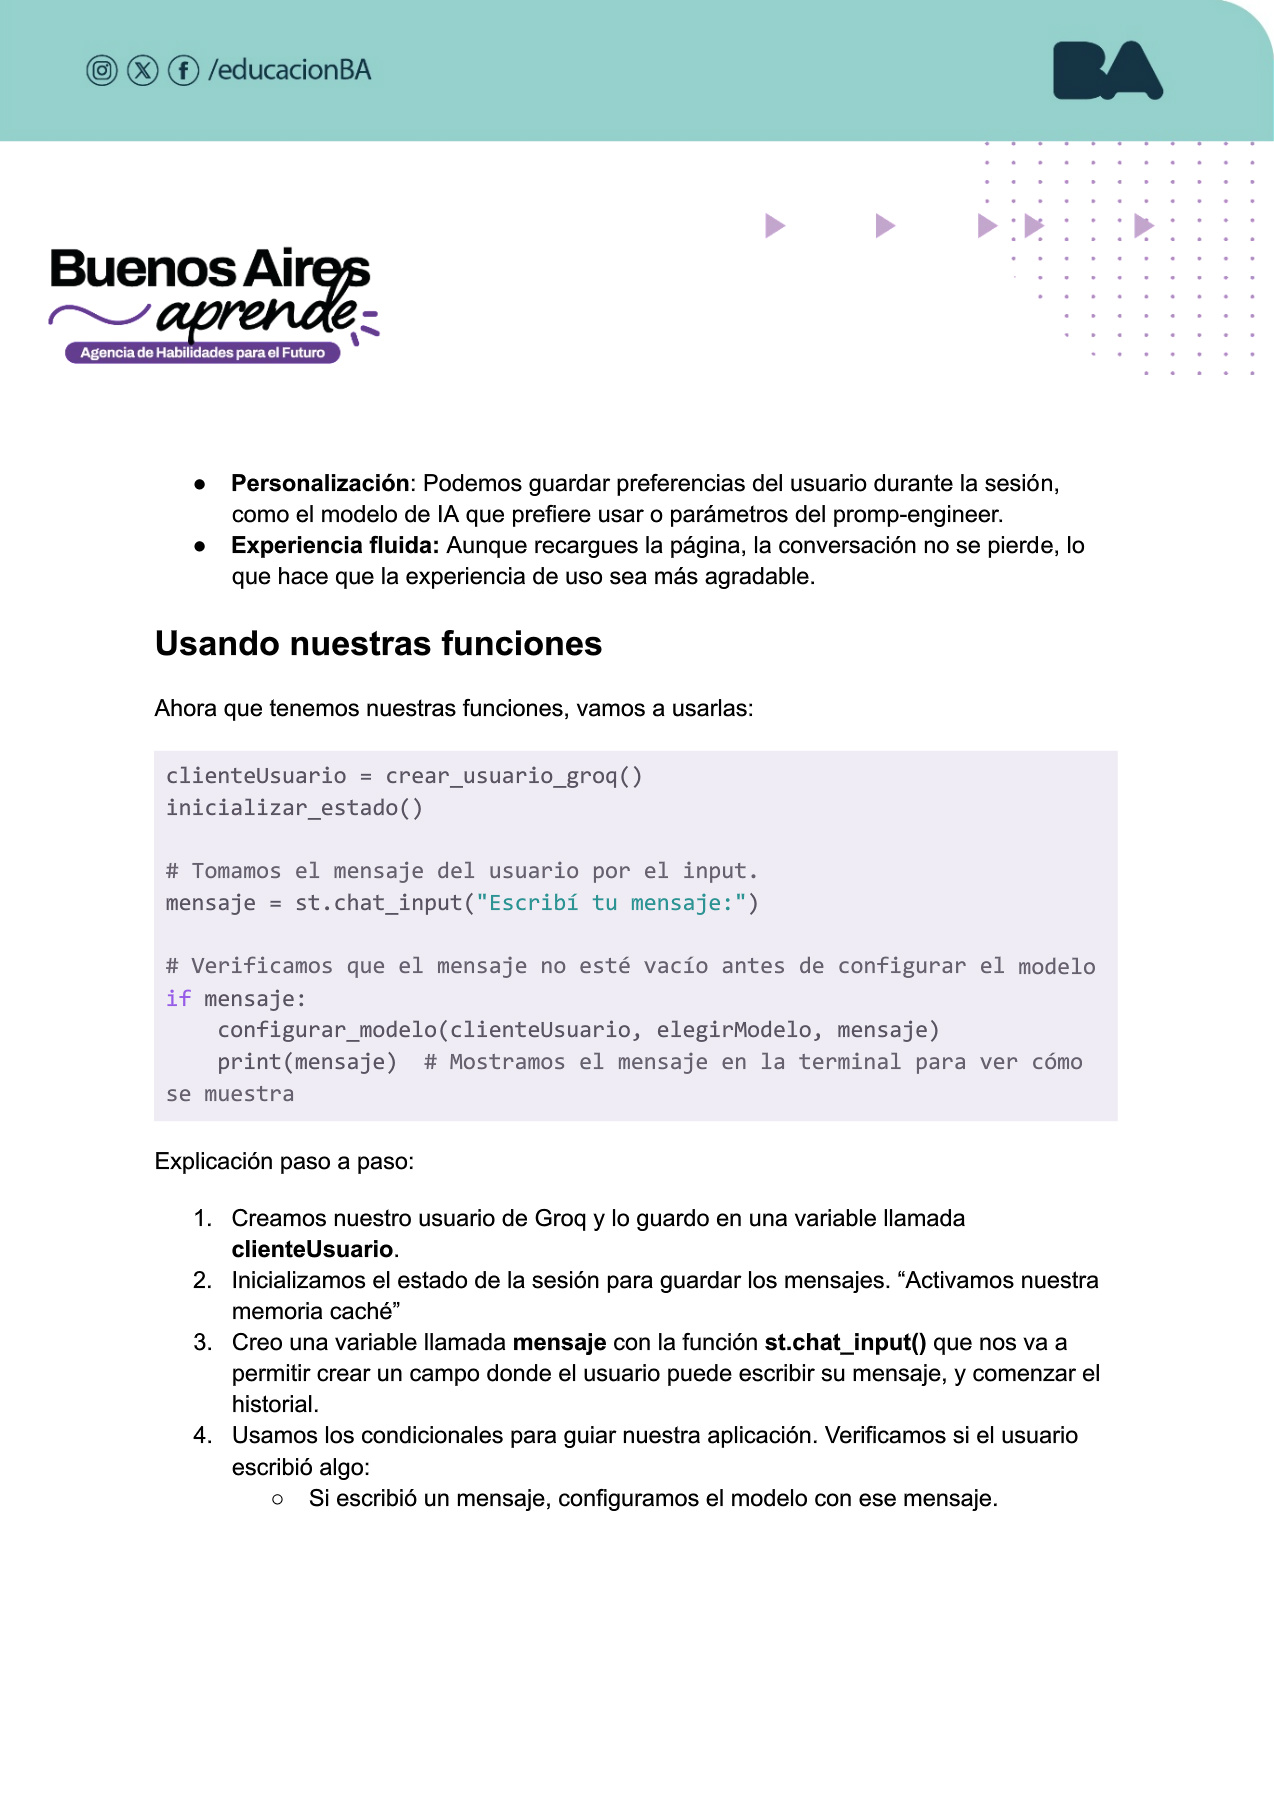 /educacionBA
BA
Buenos Aires
aprende
Agencia de Habilidades para el Futuro
● Personalización: Podemos guardar preferencias del usuario durante la sesión,
como el modelo de IA que prefiere usar o parámetros del promp-engineer.
● Experiencia fluida: Aunque recargues la página, la conversación no se pierde, lo
que hace que la experiencia de uso sea más agradable.
Usando nuestras funciones
Ahora que tenemos nuestras funciones, vamos a usarlas:
clienteUsuario = crear_usuario_groq()
inicializar_estado()
# Tomamos el mensaje del usuario por el input.
mensaje = st.chat_input("Escribí tu mensaje:")
# Verificamos que el mensaje no esté vacío antes de configurar el modelo
if mensaje:
    configurar_modelo(clienteUsuario, elegirModelo, mensaje)
    print(mensaje)  # Mostramos el mensaje en la terminal para ver cómo
se muestra
Explicación paso a paso:
1. Creamos nuestro usuario de Groq y lo guardo en una variable llamada
clienteUsuario.
2. Inicializamos el estado de la sesión para guardar los mensajes. “Activamos nuestra
memoria caché”
3. Creo una variable llamada mensaje con la función st.chat_input() que nos va a
permitir crear un campo donde el usuario puede escribir su mensaje, y comenzar el
historial.
4. Usamos los condicionales para guiar nuestra aplicación. Verificamos si el usuario
escribió algo:
○ Si escribió un mensaje, configuramos el modelo con ese mensaje.